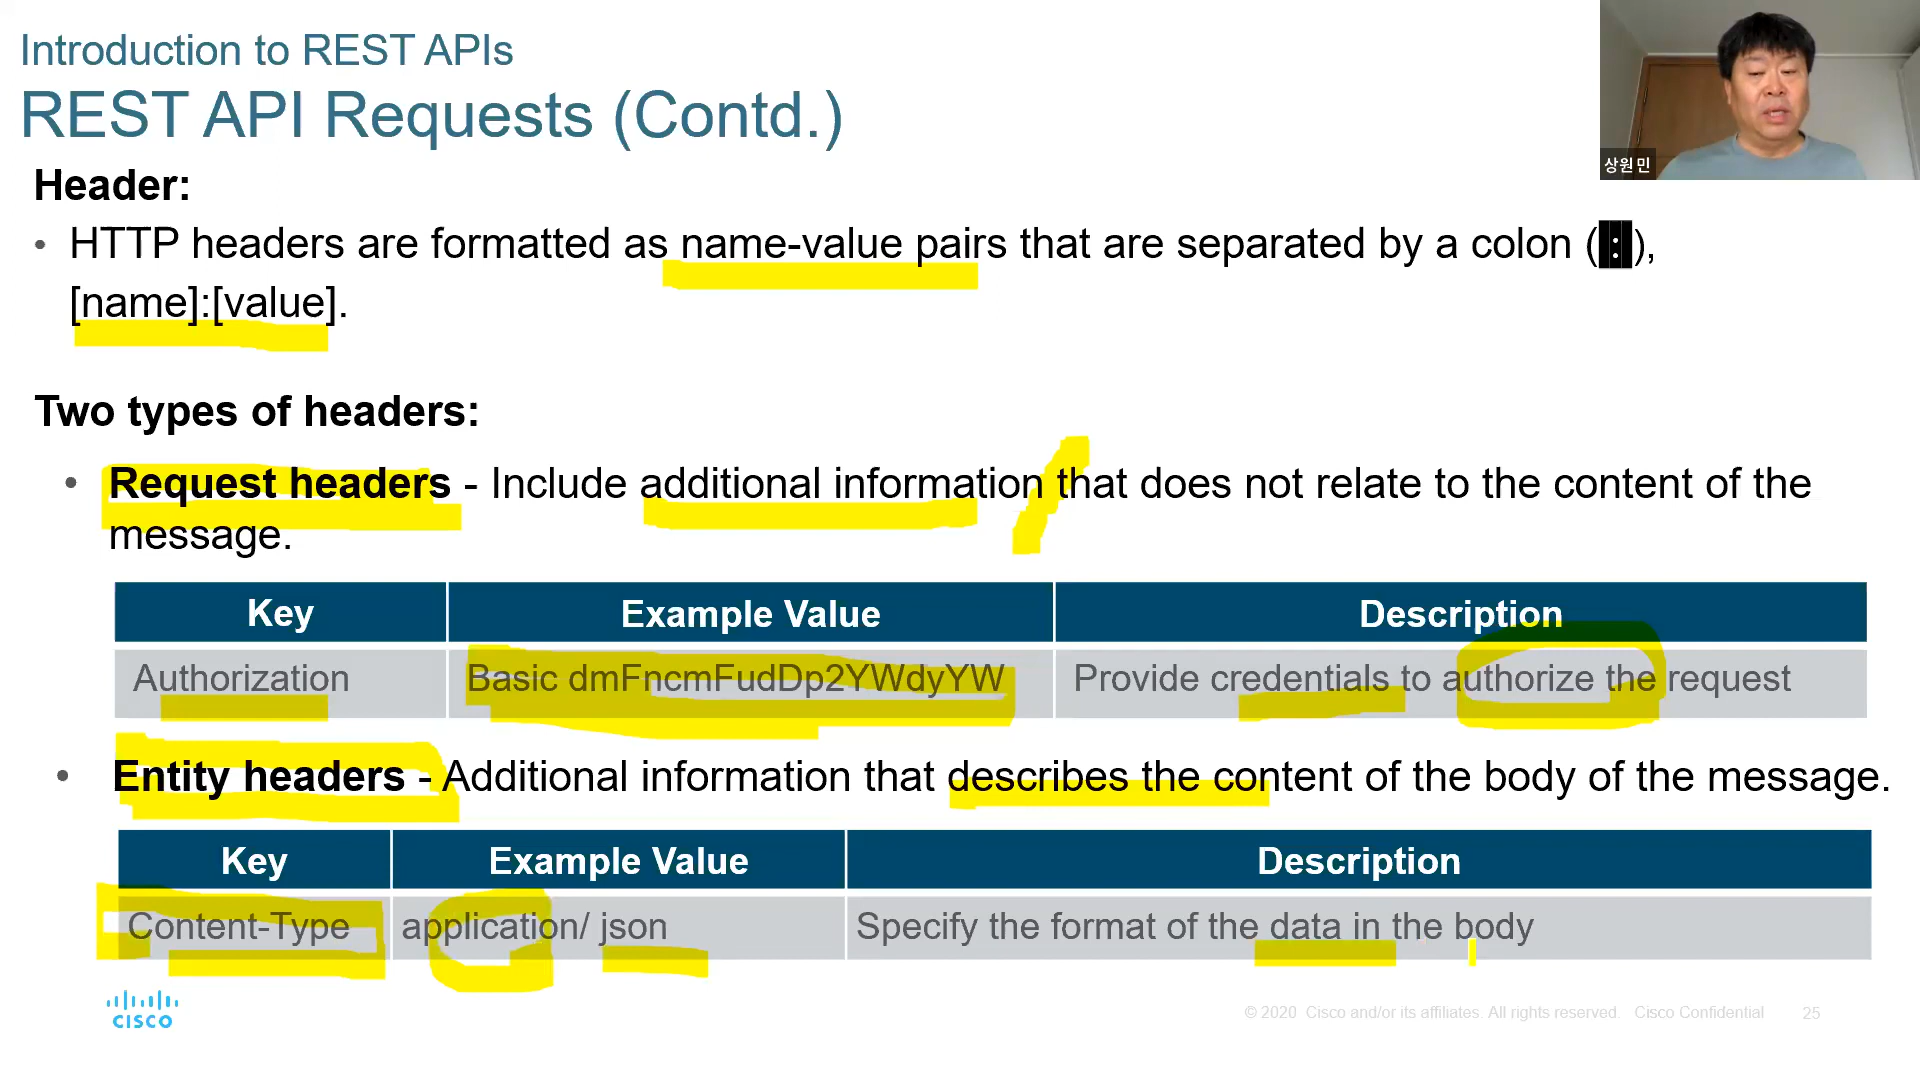 Introduction to REST APIs
REST API Requests (Contd.)
상원민
Header:
• HTTP headers are formatted as name-value pairs that are separated by a colon (:),
[name]:[value].
Two types of headers:
• Request headers - Include additional information that does not relate to the content of the
message.
Key Example Value Description
Authorization Basic dmFncmFudDp2YWdyYW Provide credentials to authorize the request
• Entity headers - Additional information that describes the content of the body of the message.
Key Example Value Description
Content-Type application/ json Specify the format of the data in the body
CISCO
© 2020 Cisco and/or its affiliates. All rights reserved. Cisco Confidential 25